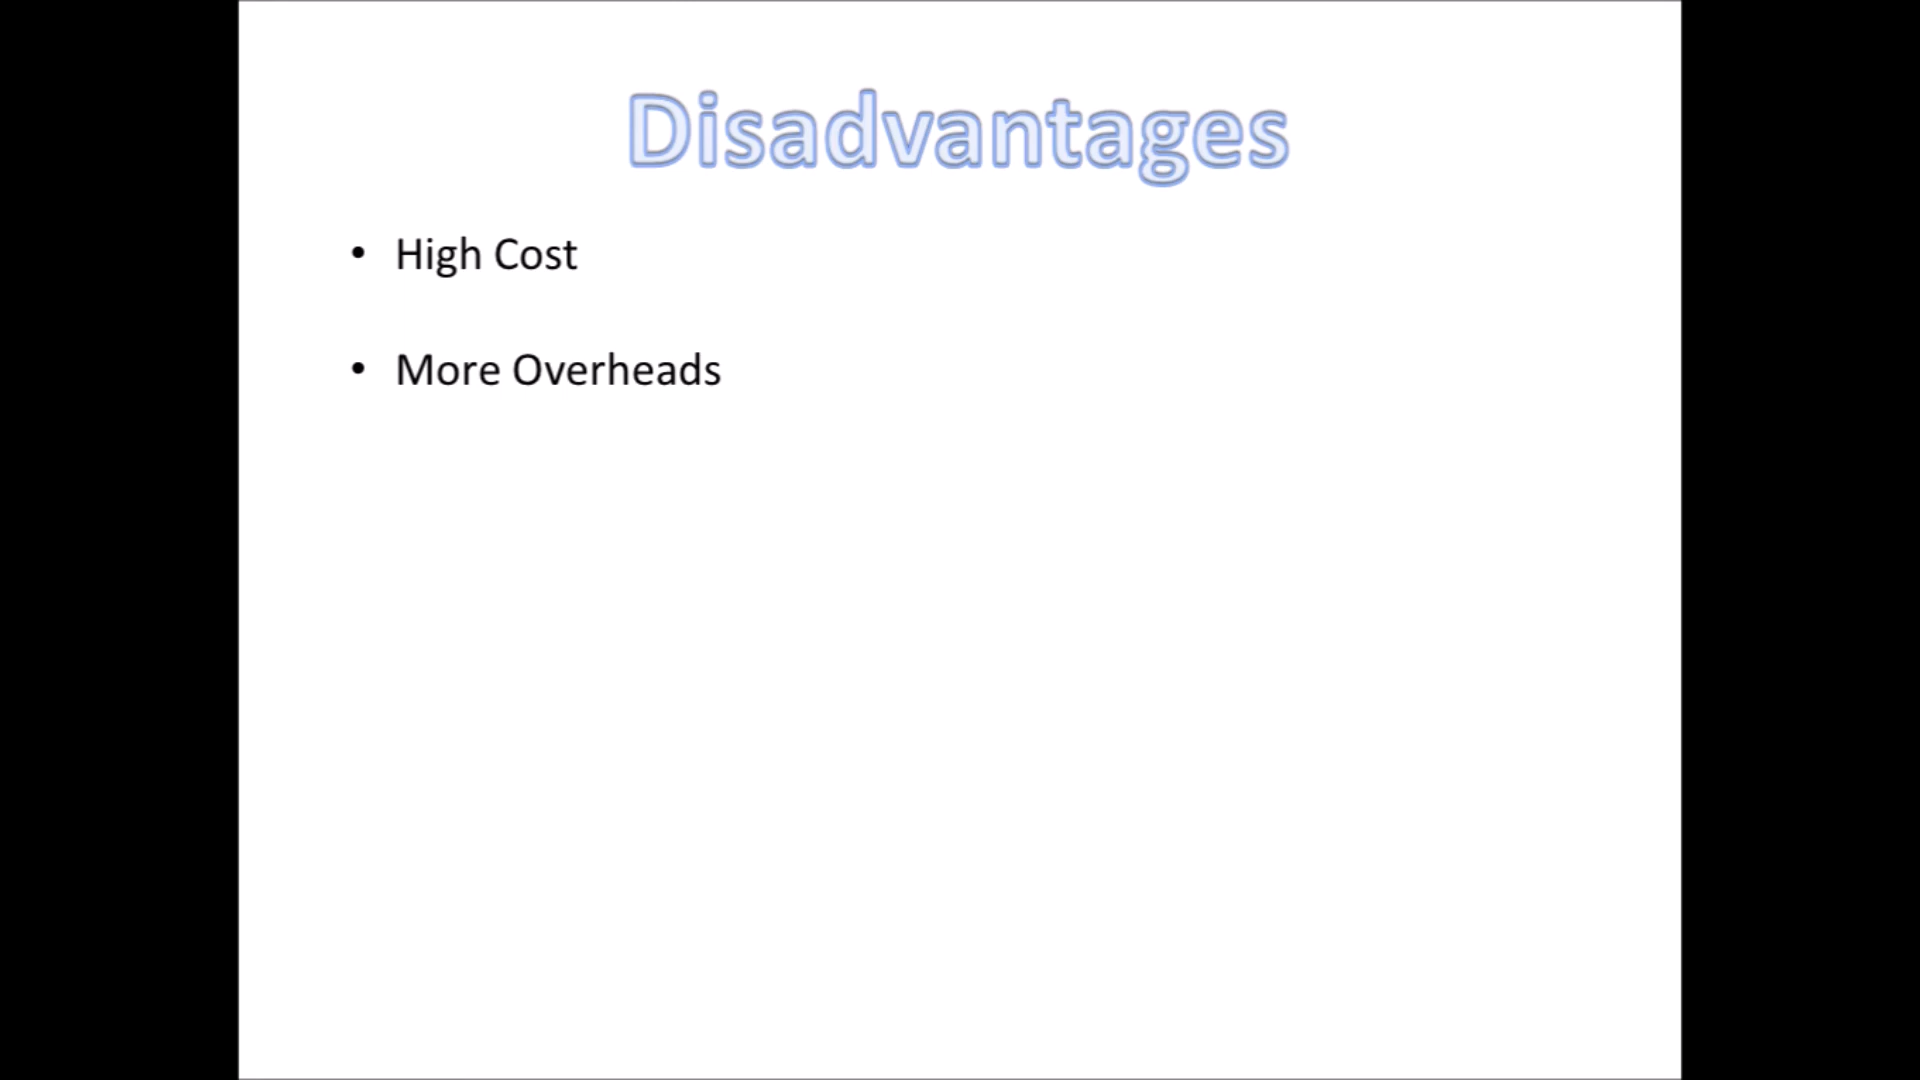 Disadvantages
• High Cost
• More Overheads